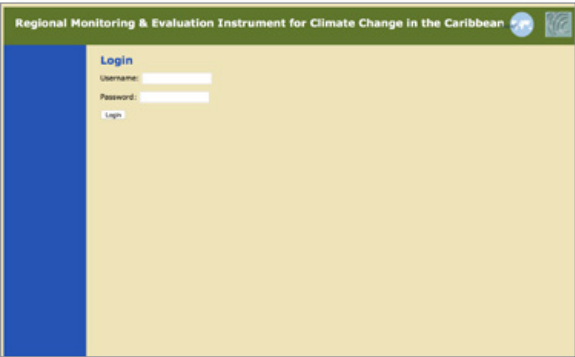 Regional Monitoring & Evaluation Instrument for Climate Change in the Caribbean
Login
Username:
Password:
Login